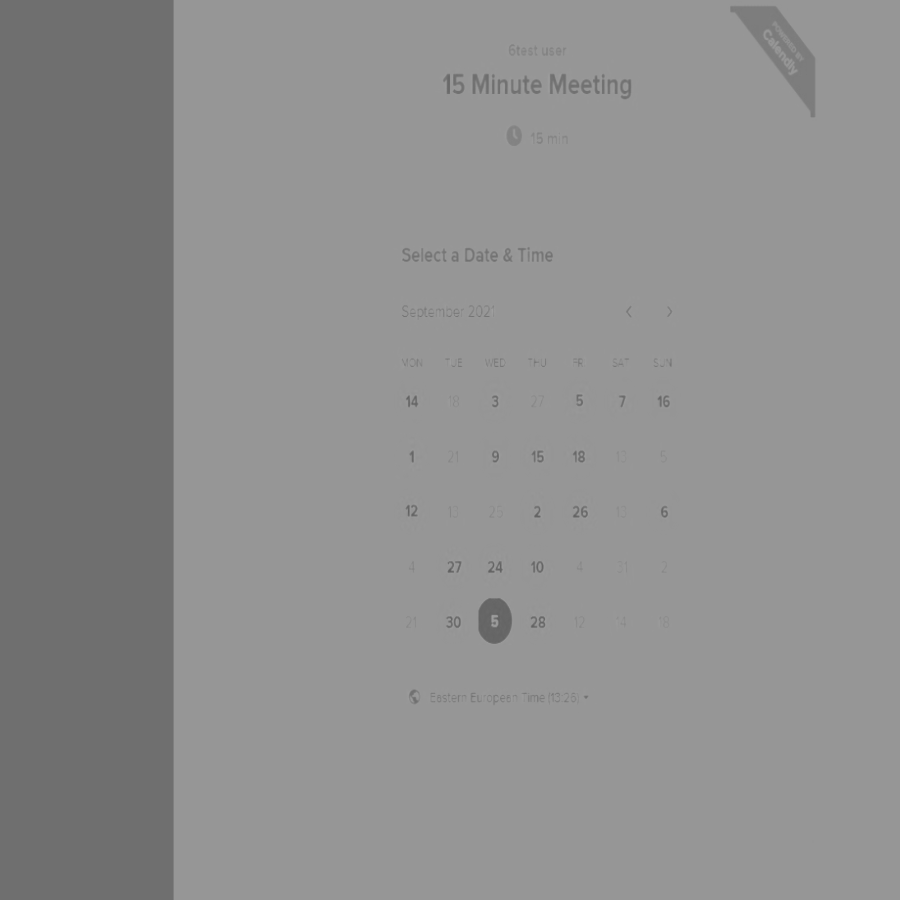 6test user
POWERED BY
Calendly
15 Minute Meeting
15 min
Select a Date & Time
September 2021
MON TUE WED THU FRI SAT SUN
14 18 3 27 5 7 16
1 21 9 15 18 13 5
12 13 25 2 26 13 6
4 27 24 10 4 31 2
21 30 5 28 12 14 18
Eastern European Time (13:26)